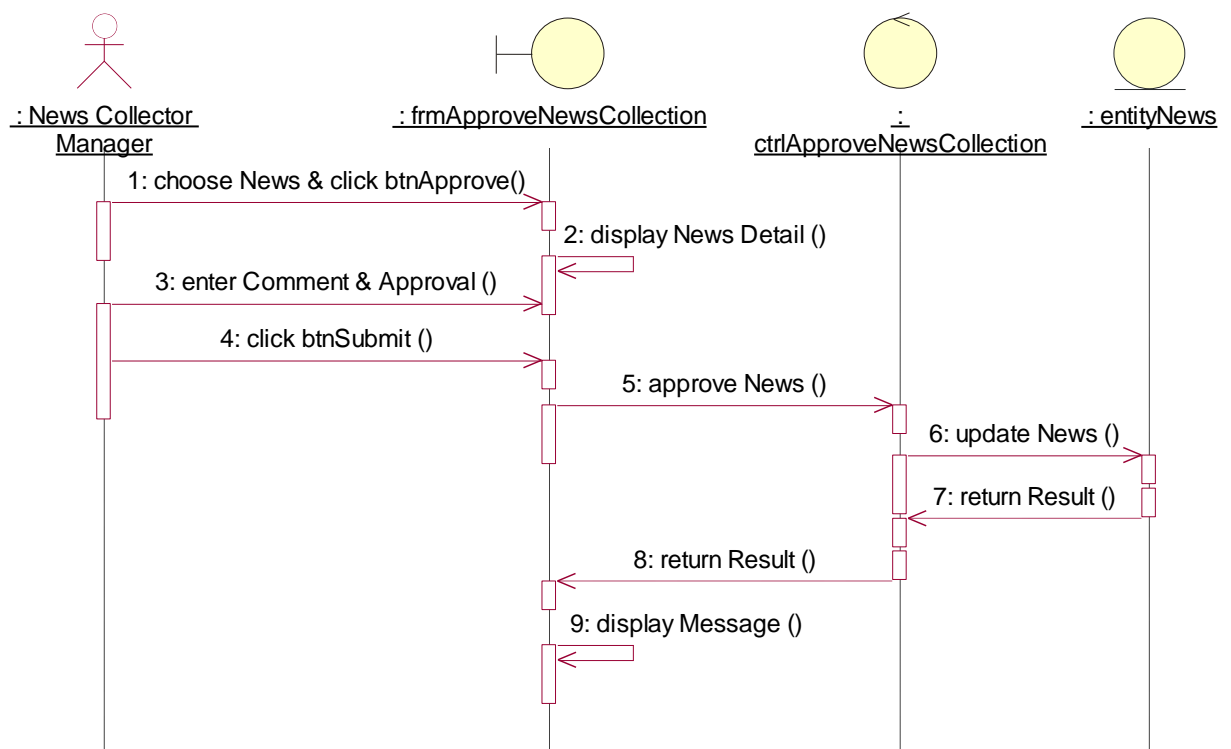 : News Collector
Manager
: frmApproveNewsCollection
:
ctrlApproveNewsCollection
: entityNews
1: choose News & click btnApprove()
2: display News Detail ()
3: enter Comment & Approval ()
4: click btnSubmit ()
5: approve News ()
6: update News ()
7: return Result ()
8: return Result ()
9: display Message ()